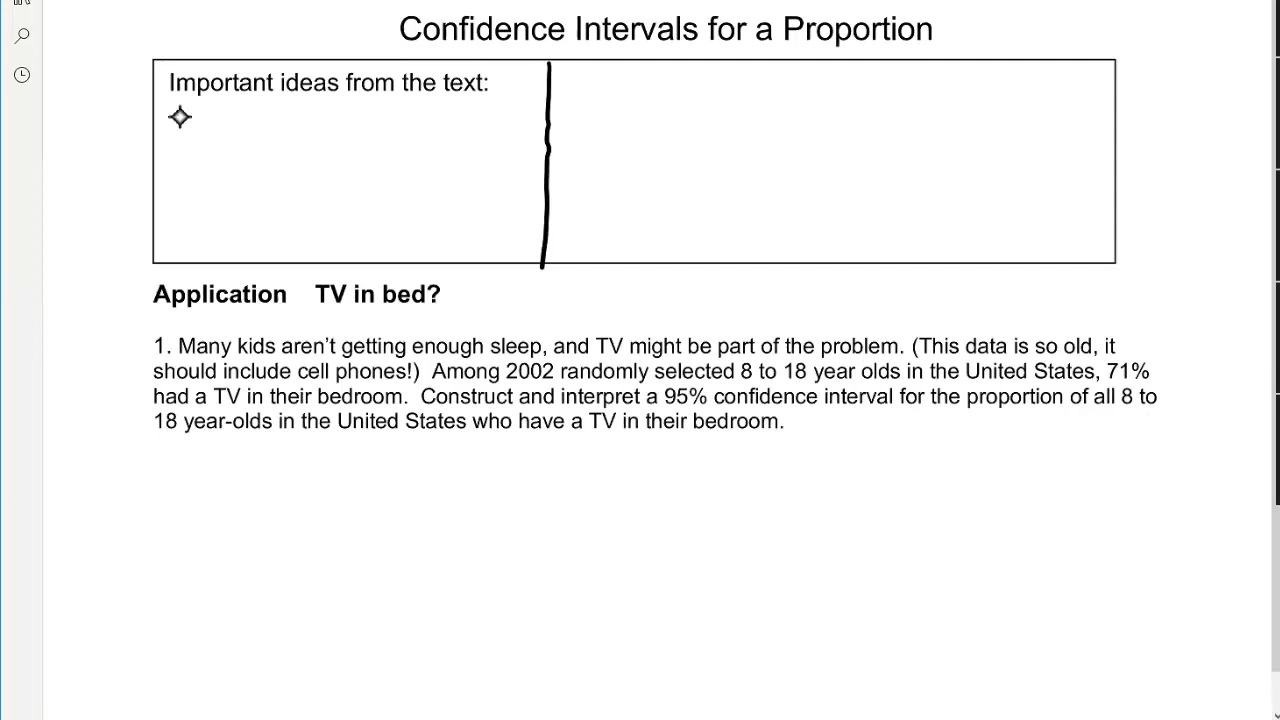 Confidence Intervals for a Proportion
Important ideas from the text:
Application    TV in bed?
1. Many kids aren’t getting enough sleep, and TV might be part of the problem. (This data is so old, it
should include cell phones!)  Among 2002 randomly selected 8 to 18 year olds in the United States, 71%
had a TV in their bedroom.  Construct and interpret a 95% confidence interval for the proportion of all 8 to
18 year-olds in the United States who have a TV in their bedroom.